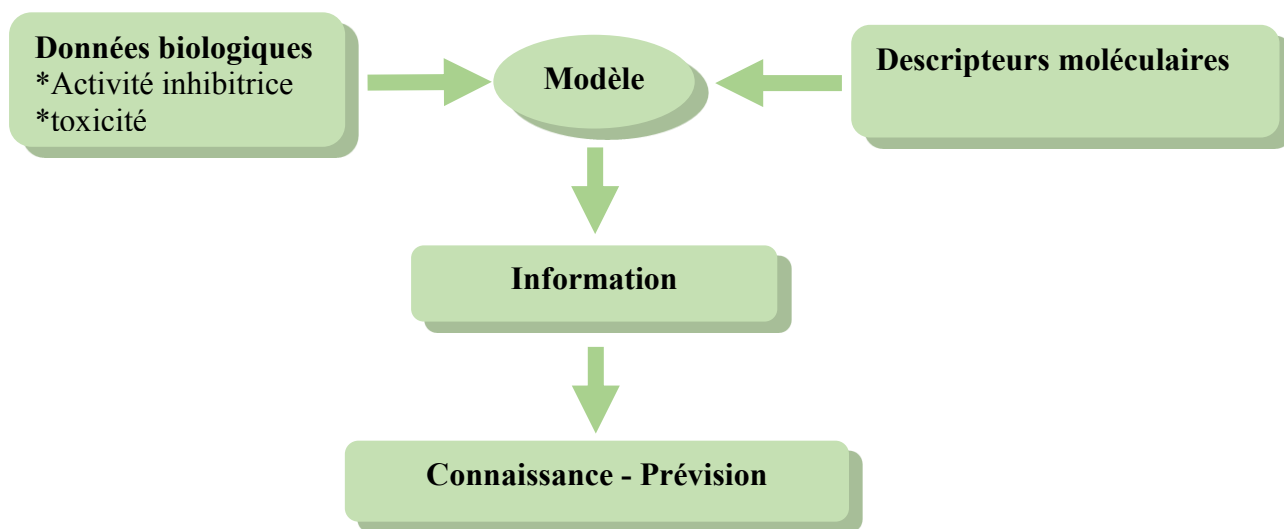 Données biologiques
*Activité inhibitrice
*toxicité
Modèle
Descripteurs moléculaires
Information
Connaissance - Prévision